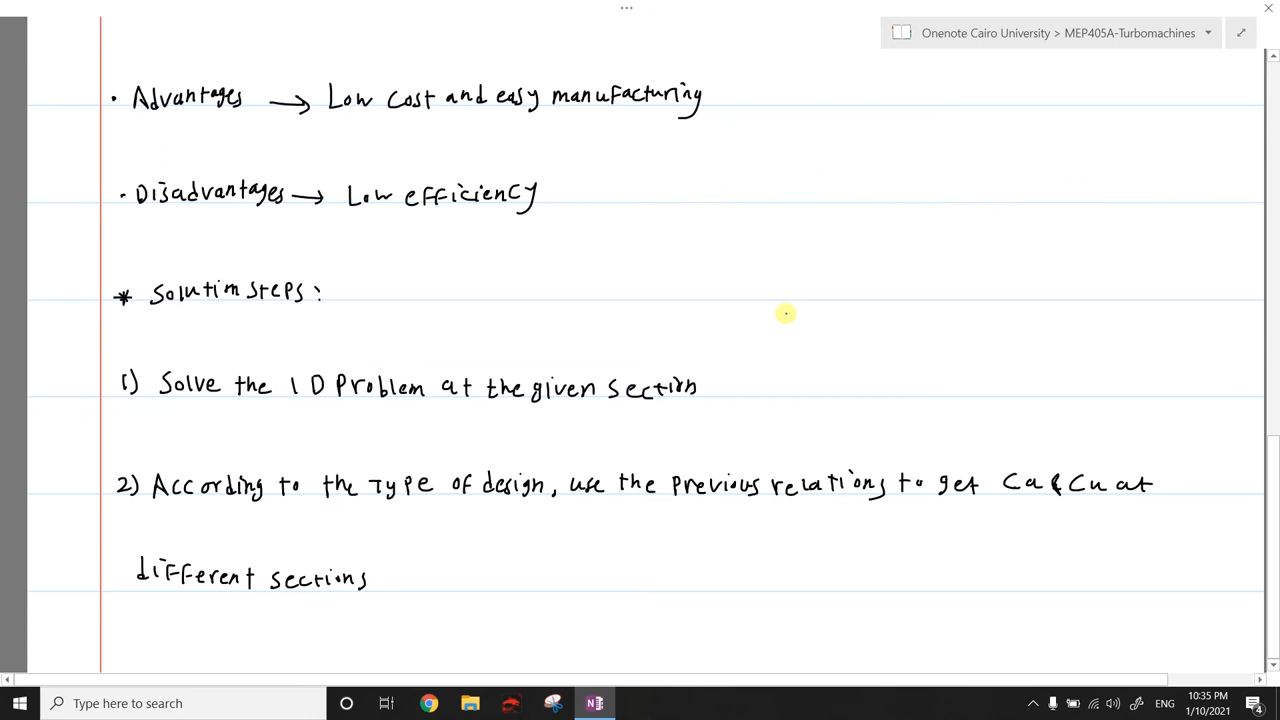 Onenote Cairo University > MEP405A-Turbomachines
• Advantages → Low cost and easy manufacturing
• Disadvantages → Low efficiency
* Solution steps:
1) Solve the 1D Problem at the given section
2) According to the Type of design, use the previous relations to get Ca & Cu at
different sections
Type here to search
ENG
10:35 PM
1/10/2021
4